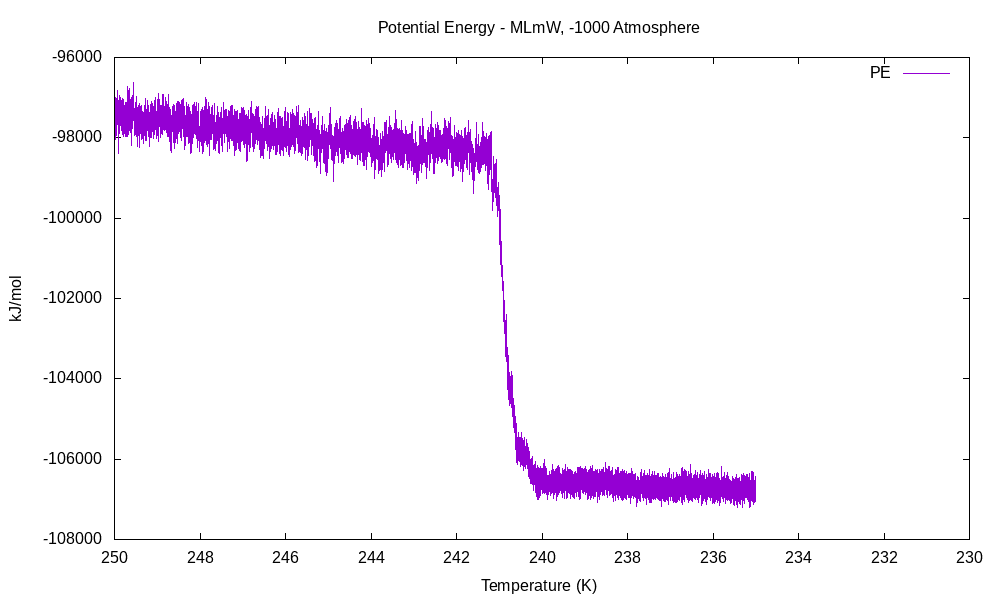 Potential Energy - MLmW, -1000 Atmosphere
PE
-96000
-98000
-100000
-102000
-104000
-106000
-108000
kJ/mol
250 248 246 244 242 240 238 236 234 232 230
Temperature (K)